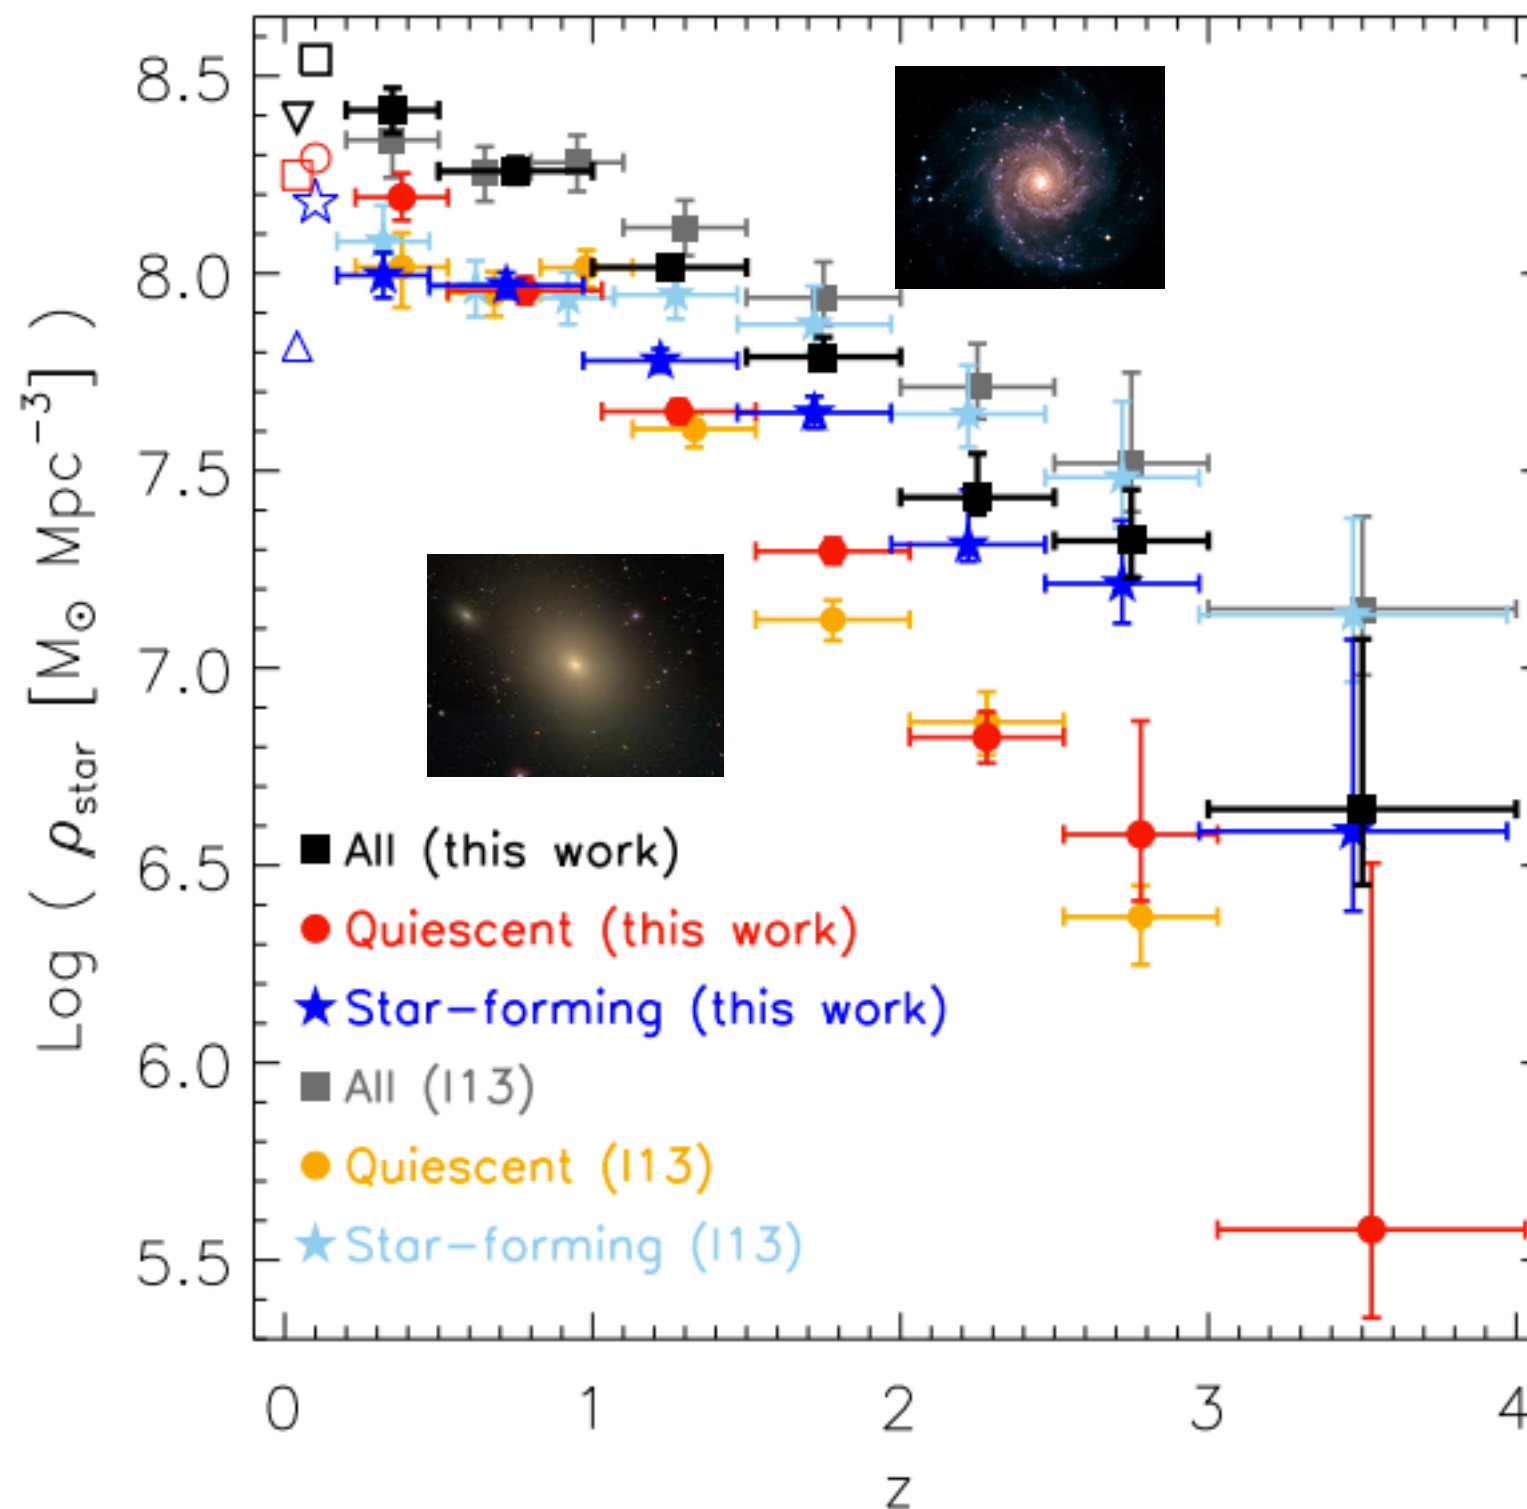 8.5
8.0
7.5
7.0
6.5
6.0
5.5
Log ( ρstar [M⊙ Mpc⁻³] )
All (this work)
Quiescent (this work)
Star-forming (this work)
All (I13)
Quiescent (I13)
Star-forming (I13)
0 1 2 3 4
z